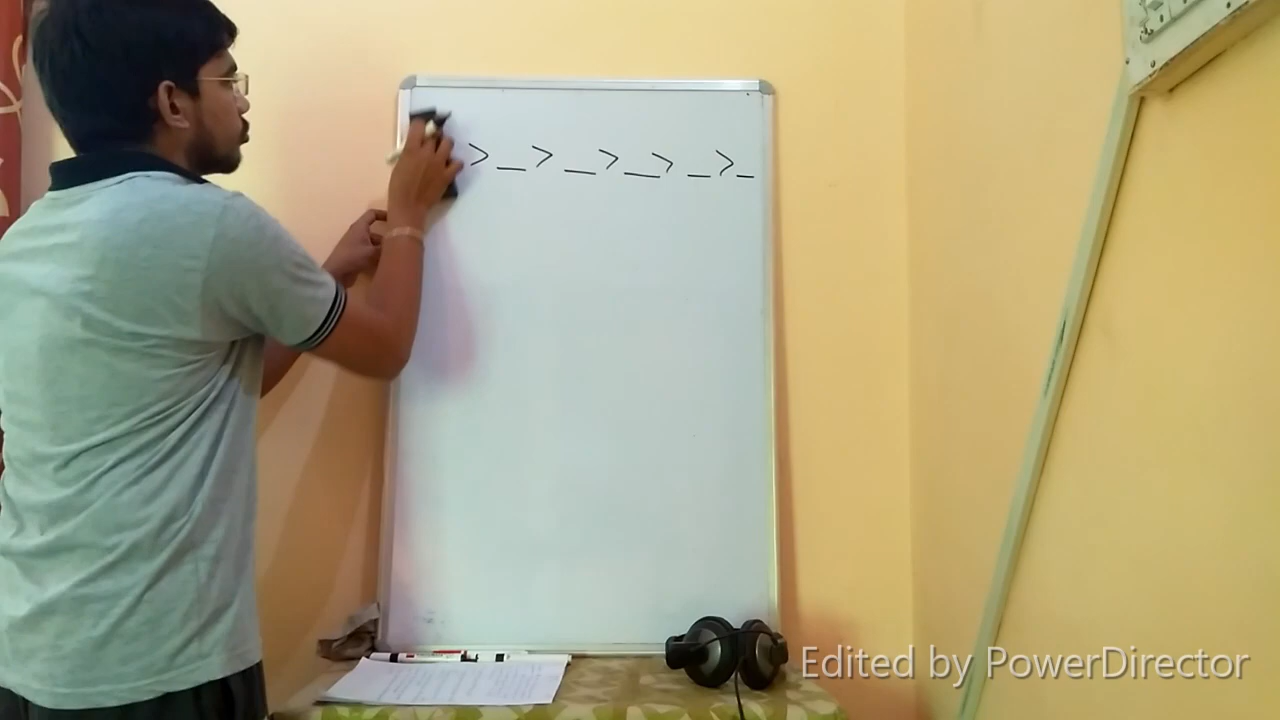 > _ > _ > _ > _ > _
Edited by PowerDirector